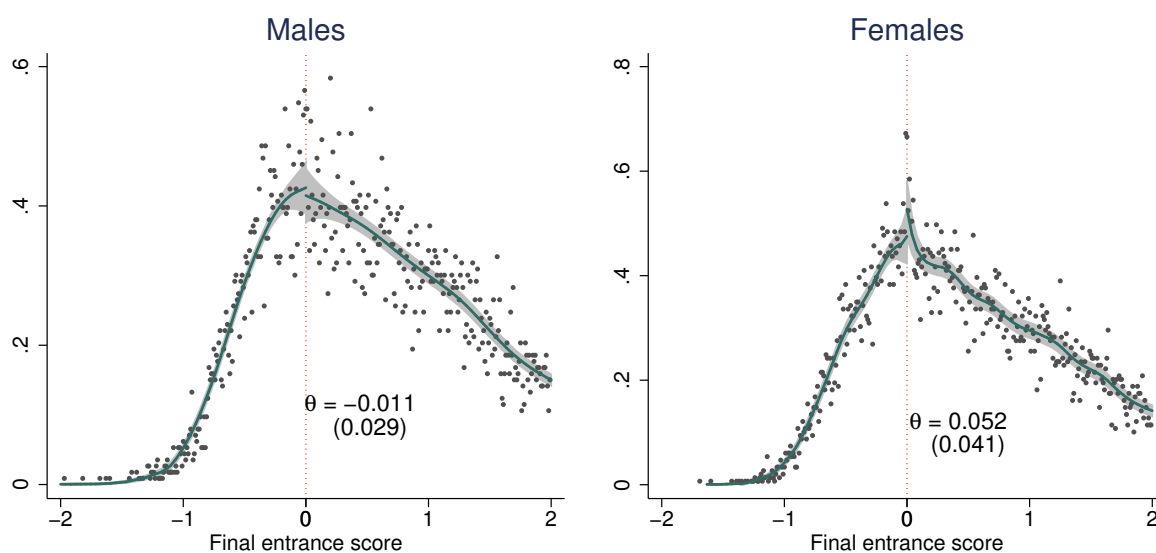 Males
.6
.4
.2
0
θ = −0.011
(0.029)
−2 −1 0 1 2
Final entrance score
Females
.8
.6
.4
.2
0
θ = 0.052
(0.041)
−2 −1 0 1 2
Final entrance score